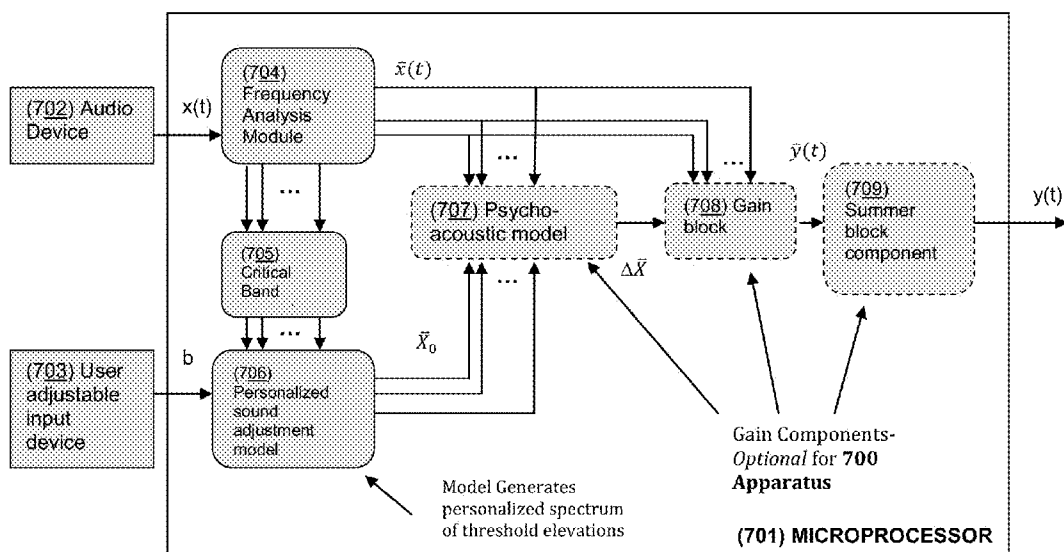 (702) Audio
Device
x(t)
(704)
Frequency
Analysis
Module
x̄(t)
...
...
(705)
Critical
Band
...
(703) User
adjustable
input
device
b
(706)
Personalized
sound
adjustment
model
X̄₀
...
(707) Psycho-
acoustic model
...
ΔX̄
(708) Gain
block
ȳ(t)
(709)
Summer
block
component
y(t)
Model Generates
personalized spectrum
of threshold elevations
Gain Components-
Optional for 700
Apparatus
(701) MICROPROCESSOR